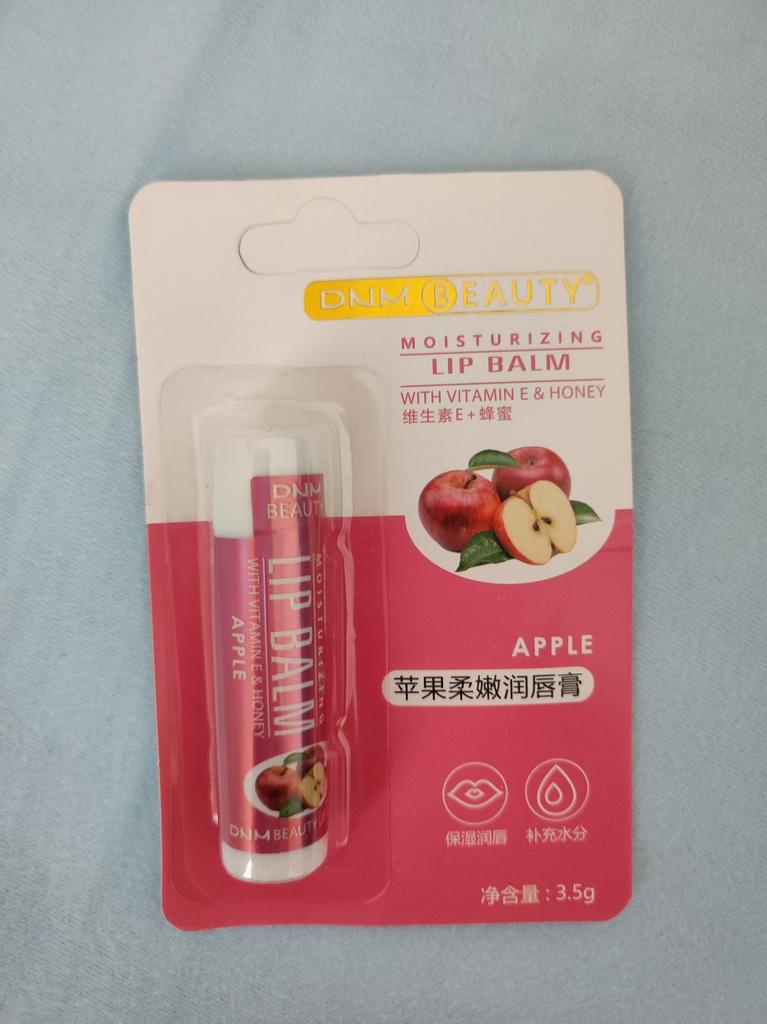 DNM BEAUTY
MOISTURIZING
LIP BALM
WITH VITAMIN E & HONEY
维生素E+蜂蜜
APPLE
苹果柔嫩润唇膏
保湿润唇
补充水分
净含量:3.5g
DNM
BEAUTY
MOISTURIZING
LIP BALM
WITH VITAMIN E & HONEY
APPLE
DNM BEAUTY